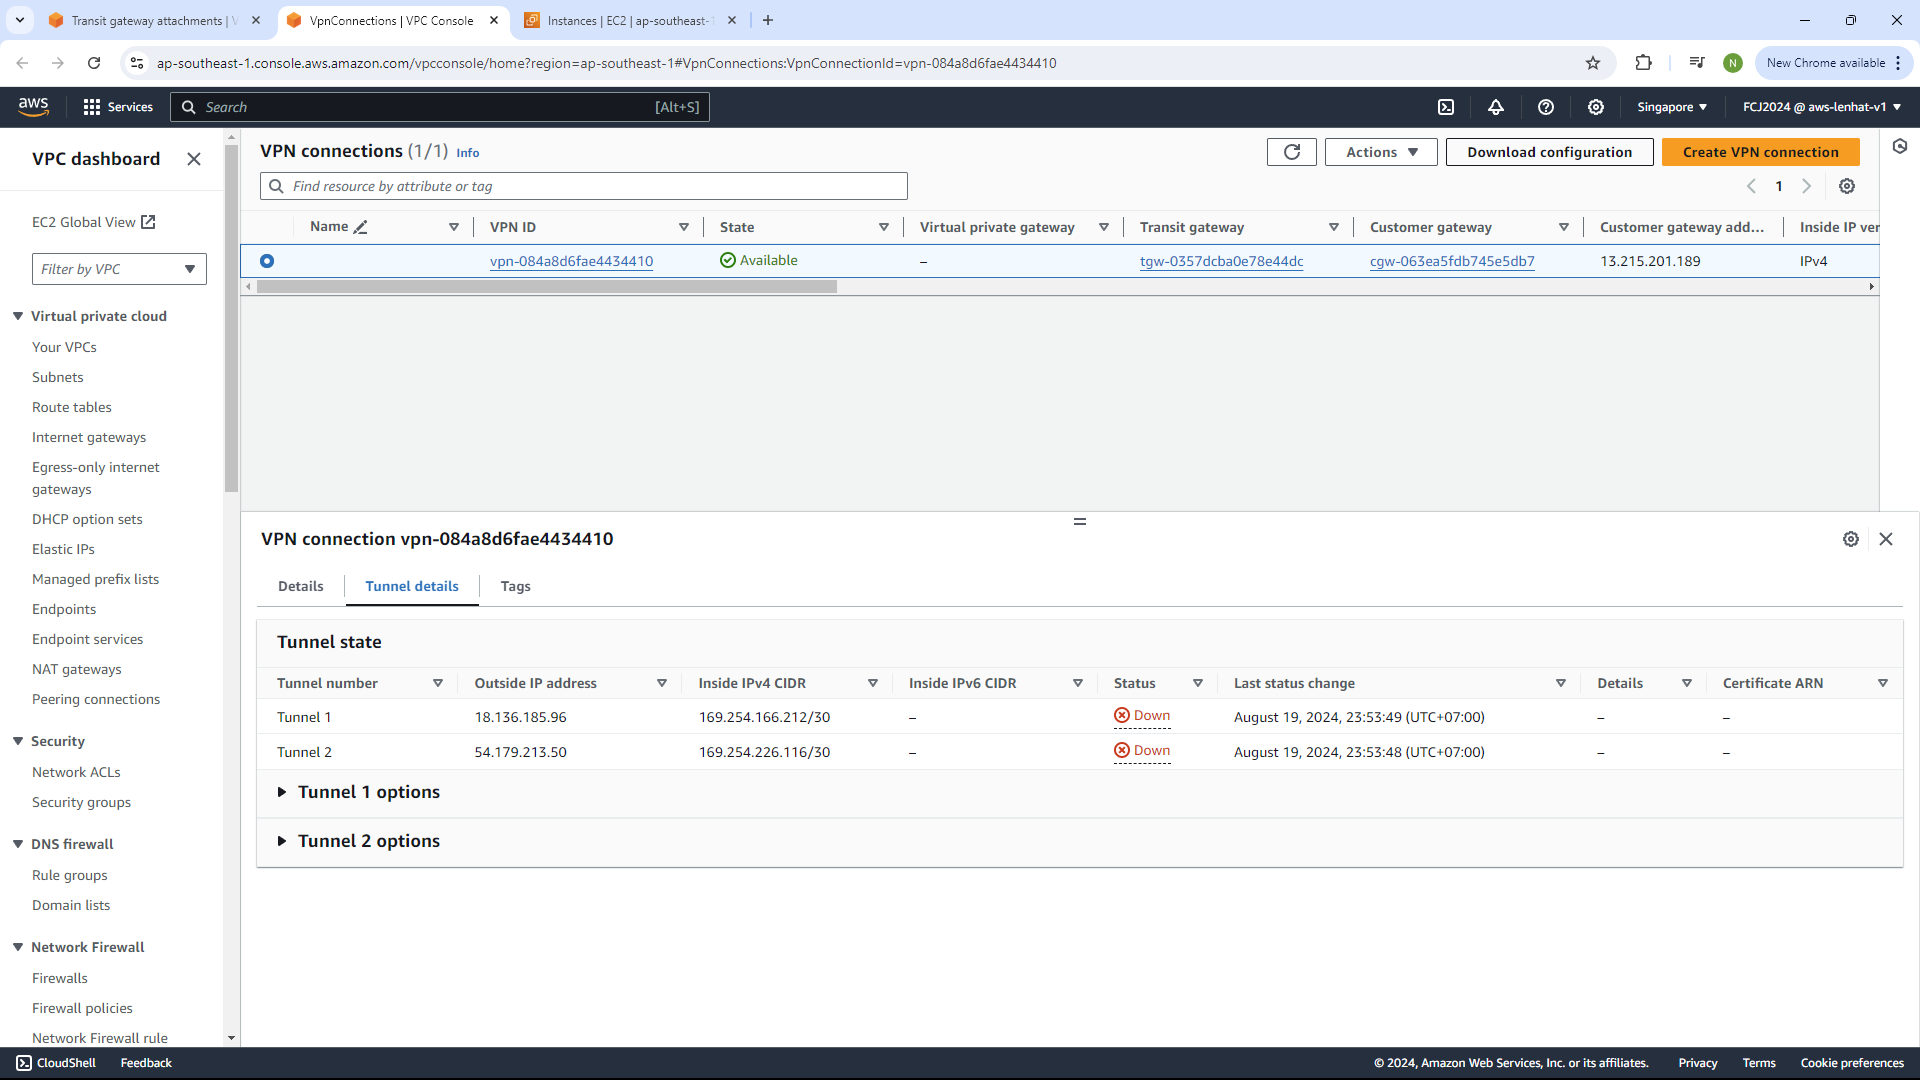 Transit gateway attachments | V
VpnConnections | VPC Console
Instances | EC2 | ap-southeast-
ap-southeast-1.console.aws.amazon.com/vpcconsole/home?region=ap-southeast-1#VpnConnections:VpnConnectionId=vpn-084a8d6fae4434410
N
New Chrome available
aws
Services
Search
[Alt+S]
Singapore
FCJ2024 @ aws-lenhat-v1
VPC dashboard
EC2 Global View
Filter by VPC
Virtual private cloud
Your VPCs
Subnets
Route tables
Internet gateways
Egress-only internet
gateways
DHCP option sets
Elastic IPs
Managed prefix lists
Endpoints
Endpoint services
NAT gateways
Peering connections
Security
Network ACLs
Security groups
DNS firewall
Rule groups
Domain lists
Network Firewall
Firewalls
Firewall policies
Network Firewall rule
VPN connections (1/1) Info
Actions
Download configuration
Create VPN connection
Find resource by attribute or tag
1
Name VPN ID State Virtual private gateway Transit gateway Customer gateway Customer gateway add... Inside IP ver
vpn-084a8d6fae4434410 Available – tgw-0357dcba0e78e44dc cgw-063ea5fdb745e5db7 13.215.201.189 IPv4
VPN connection vpn-084a8d6fae4434410
Details Tunnel details Tags
Tunnel state
Tunnel number Outside IP address Inside IPv4 CIDR Inside IPv6 CIDR Status Last status change Details Certificate ARN
Tunnel 1 18.136.185.96 169.254.166.212/30 – Down August 19, 2024, 23:53:49 (UTC+07:00) – –
Tunnel 2 54.179.213.50 169.254.226.116/30 – Down August 19, 2024, 23:53:48 (UTC+07:00) – –
Tunnel 1 options
Tunnel 2 options
CloudShell
Feedback
© 2024, Amazon Web Services, Inc. or its affiliates.
Privacy
Terms
Cookie preferences